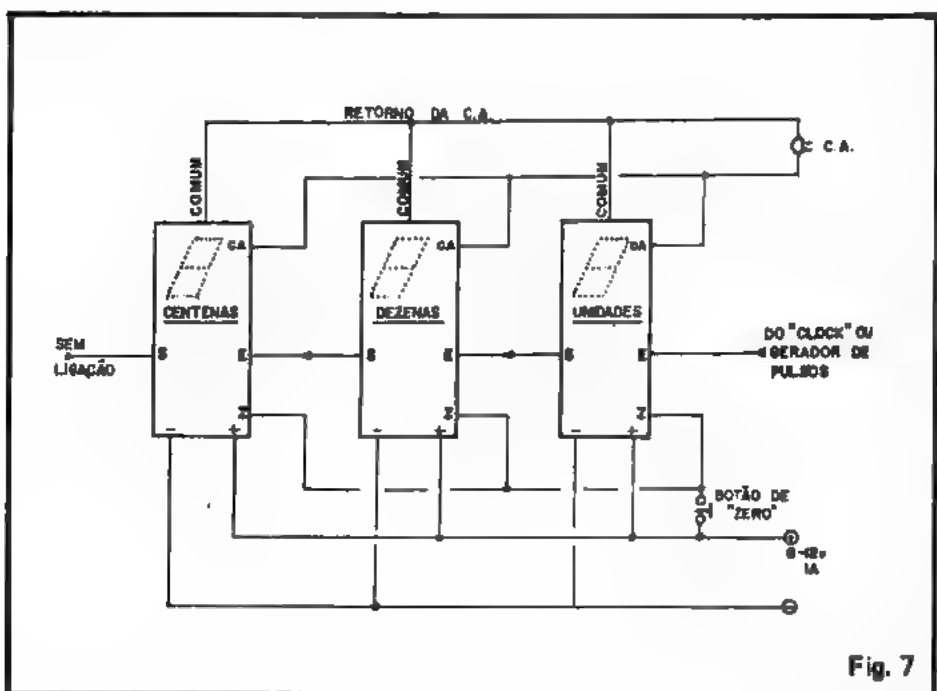 RETORNO DA C.A.
C.A.
COMUM
COMUM
COMUM
CA
CA
CA
CENTENAS
DEZENAS
UNIDADES
SEM
LIGAÇÃO
S
E
S
E
S
E
DO "CLOCK" OU
GERADOR DE
PULSOS
Z
Z
Z
-
+
-
+
-
+
BOTÃO DE
"ZERO"
+
1A
-
Fig. 7